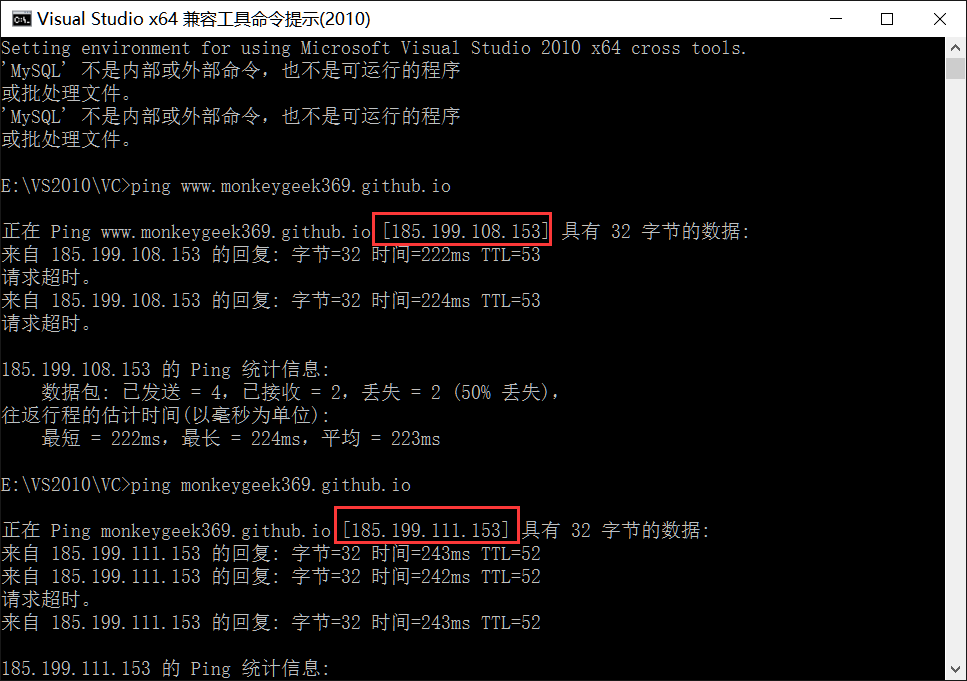 Visual Studio x64 兼容工具命令提示(2010)
Setting environment for using Microsoft Visual Studio 2010 x64 cross tools.
'MySQL' 不是内部或外部命令，也不是可运行的程序
或批处理文件。
'MySQL' 不是内部或外部命令，也不是可运行的程序
或批处理文件。
E:\VS2010\VC>ping www.monkeygeek369.github.io
正在 Ping www.monkeygeek369.github.io [185.199.108.153] 具有 32 字节的数据:
来自 185.199.108.153 的回复: 字节=32 时间=222ms TTL=53
请求超时。
来自 185.199.108.153 的回复: 字节=32 时间=224ms TTL=53
请求超时。
185.199.108.153 的 Ping 统计信息:
数据包: 已发送 = 4，已接收 = 2，丢失 = 2 (50% 丢失)，
往返行程的估计时间(以毫秒为单位):
最短 = 222ms，最长 = 224ms，平均 = 223ms
E:\VS2010\VC>ping monkeygeek369.github.io
正在 Ping monkeygeek369.github.io [185.199.111.153] 具有 32 字节的数据:
来自 185.199.111.153 的回复: 字节=32 时间=243ms TTL=52
来自 185.199.111.153 的回复: 字节=32 时间=242ms TTL=52
请求超时。
来自 185.199.111.153 的回复: 字节=32 时间=243ms TTL=52
185.199.111.153 的 Ping 统计信息: